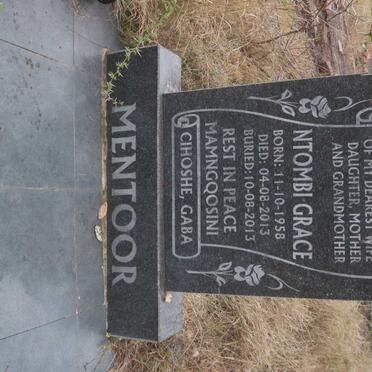 OF MY DEAREST WIFE
DAUGHTER, MOTHER
AND GRANDMOTHER
NTOMBI GRACE
BORN: 11-10-1958
DIED: 04-08-2013
BURIED: 10-08-2013
REST IN PEACE
MAMNGQOSINI
CIHOSHE, GABA
MENTOOR